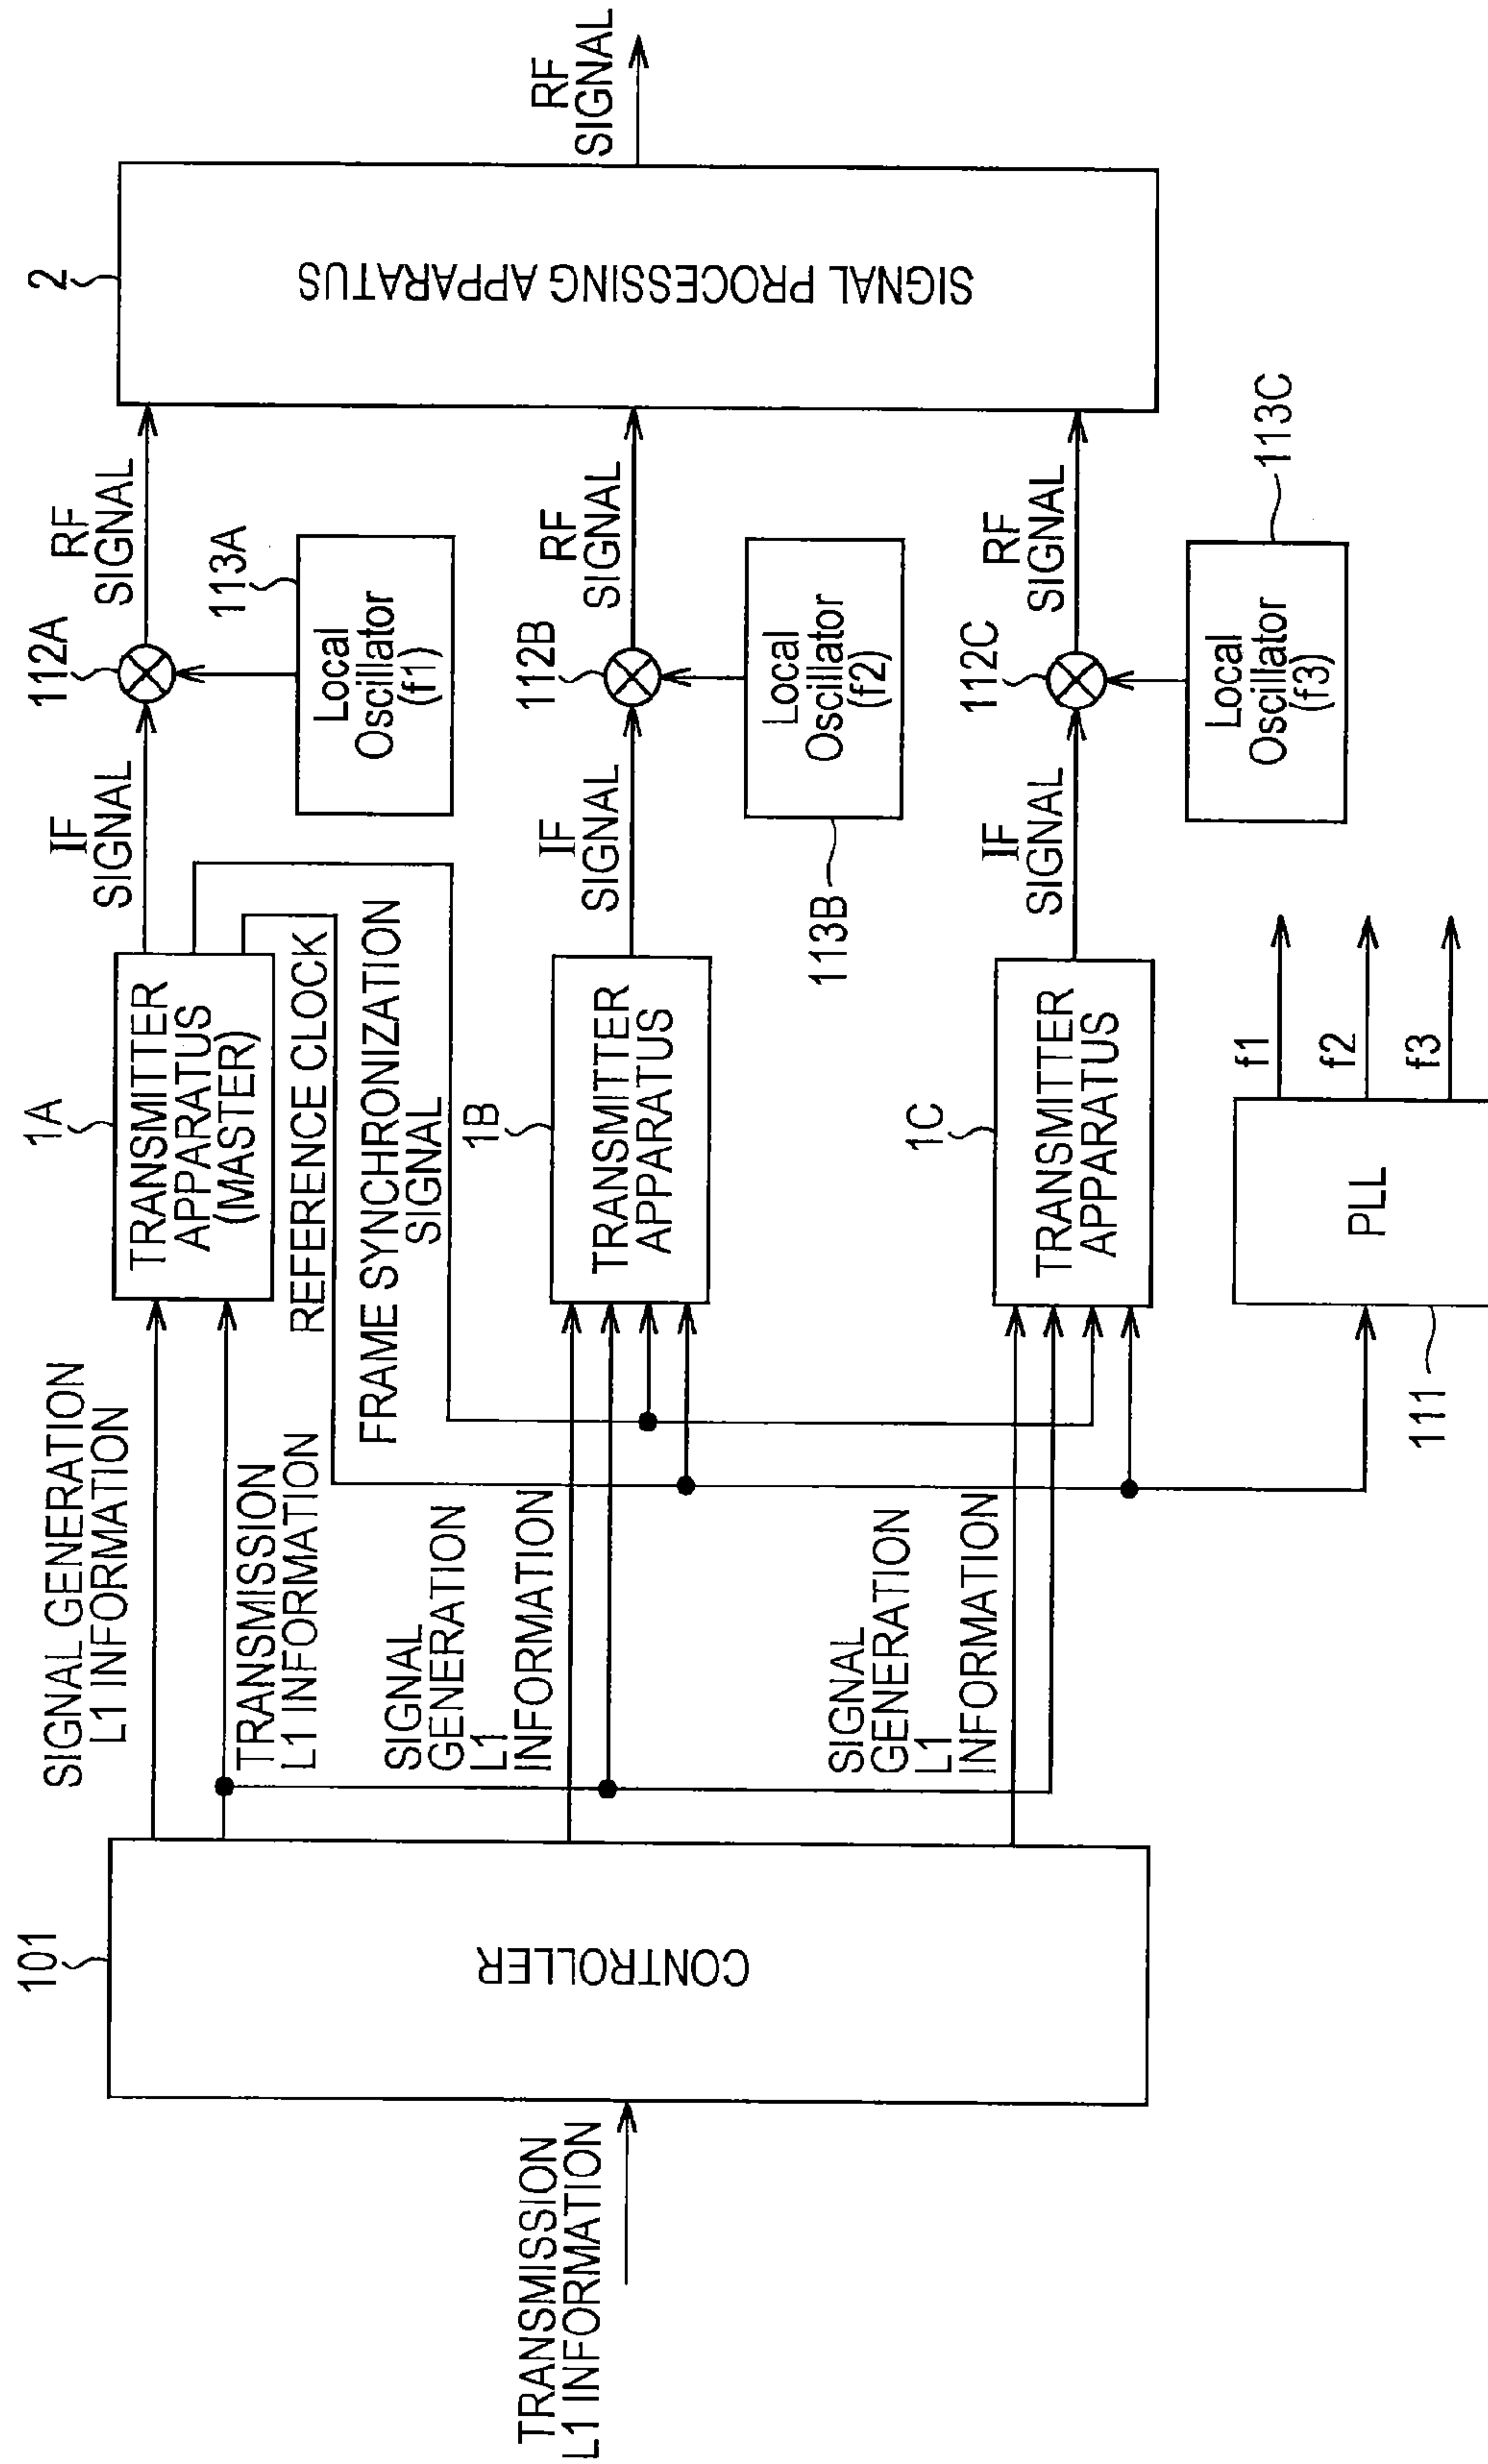 TRANSMISSION
L1 INFORMATION
101
CONTROLLER
SIGNAL GENERATION
L1 INFORMATION
TRANSMISSION
L1 INFORMATION
SIGNAL
GENERATION
L1
INFORMATION
SIGNAL
GENERATION
L1
INFORMATION
1A
TRANSMITTER
APPARATUS
(MASTER)
REFERENCE CLOCK
FRAME SYNCHRONIZATION
SIGNAL
1B
TRANSMITTER
APPARATUS
1C
TRANSMITTER
APPARATUS
PLL
111
f1
f2
f3
IF
SIGNAL
112A
RF
SIGNAL
113A
Local
Oscillator
(f1)
IF
SIGNAL
112B
RF
SIGNAL
113B
Local
Oscillator
(f2)
IF
SIGNAL
112C
RF
SIGNAL
113C
Local
Oscillator
(f3)
2
SIGNAL PROCESSING APPARATUS
RF
SIGNAL